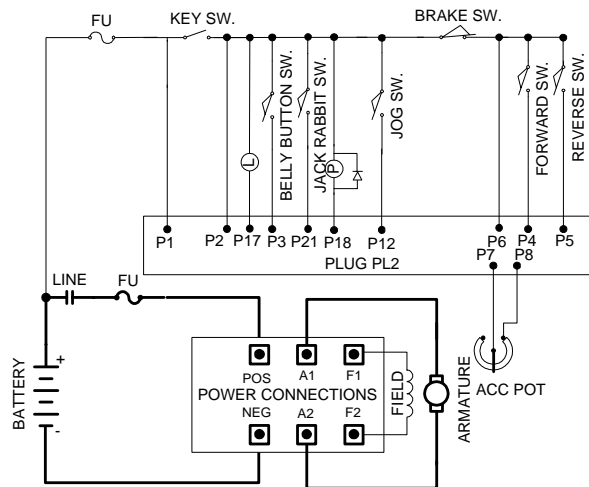 FU
KEY SW.
BRAKE SW.
BELLY BUTTON SW.
JACK RABBIT SW.
JOG SW.
FORWARD SW.
REVERSE SW.
L
P
P1
P2
P17
P3
P21
P18
P12
P6
P4
P5
P7
P8
PLUG PL2
LINE
FU
BATTERY
+
-
POS
A1
F1
POWER CONNECTIONS
NEG
A2
F2
FIELD
ARMATURE
ACC POT